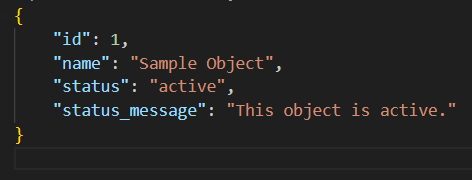 {
    "id": 1,
    "name": "Sample Object",
    "status": "active",
    "status_message": "This object is active."
}